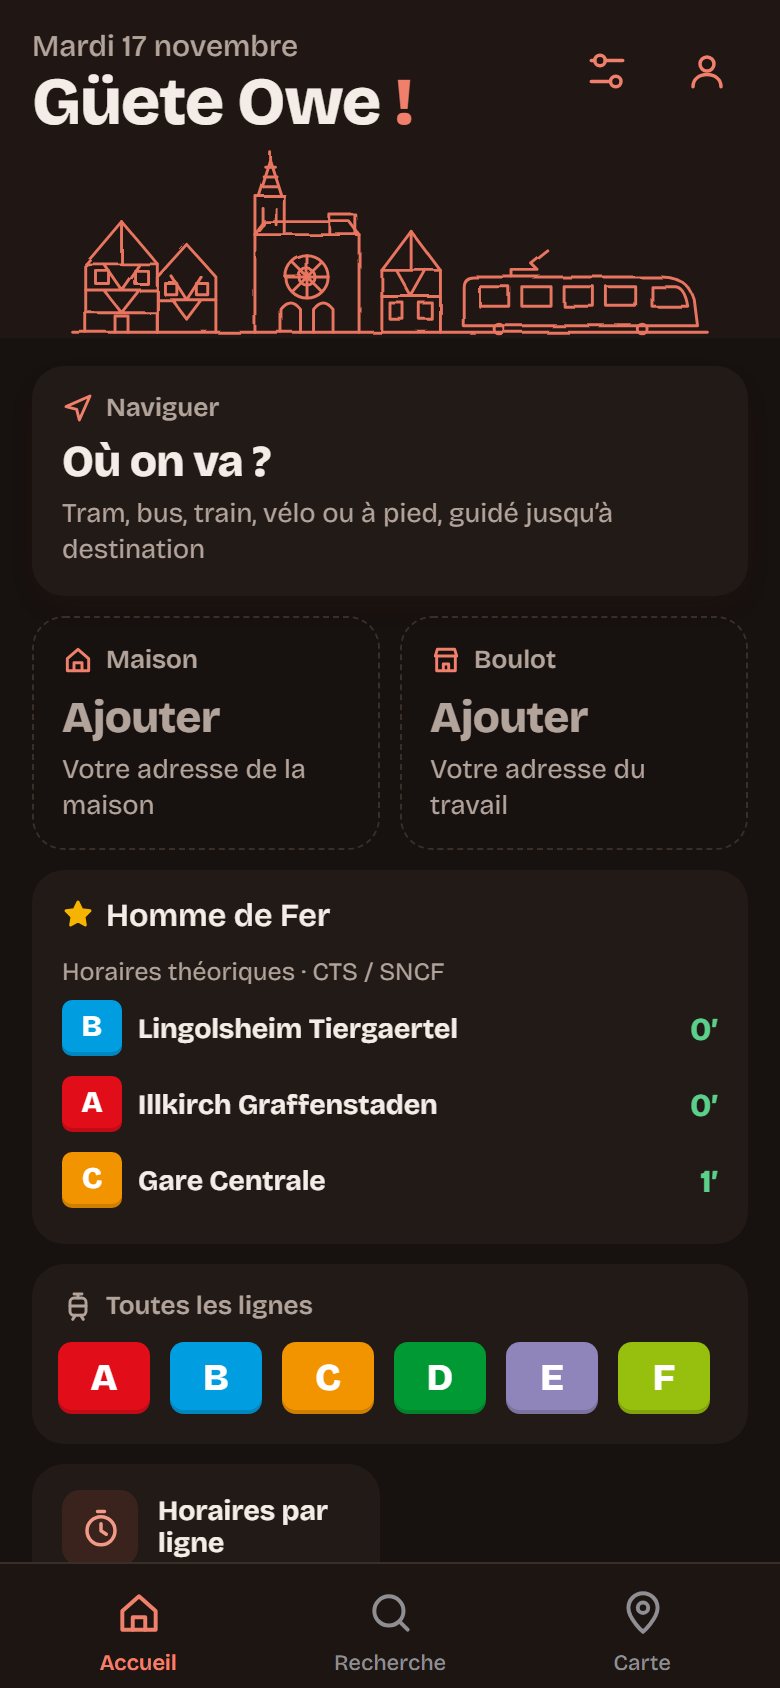 Mardi 17 novembre
Güete Owe !
Naviguer
Où on va ?
Tram, bus, train, vélo ou à pied, guidé jusqu’à
destination
Maison
Ajouter
Votre adresse de la
maison
Boulot
Ajouter
Votre adresse du
travail
Homme de Fer
Horaires théoriques · CTS / SNCF
B Lingolsheim Tiergaertel 0′
A Illkirch Graffenstaden 0′
C Gare Centrale 1′
Toutes les lignes
A B C D E F
Horaires par
ligne
Accueil Recherche Carte